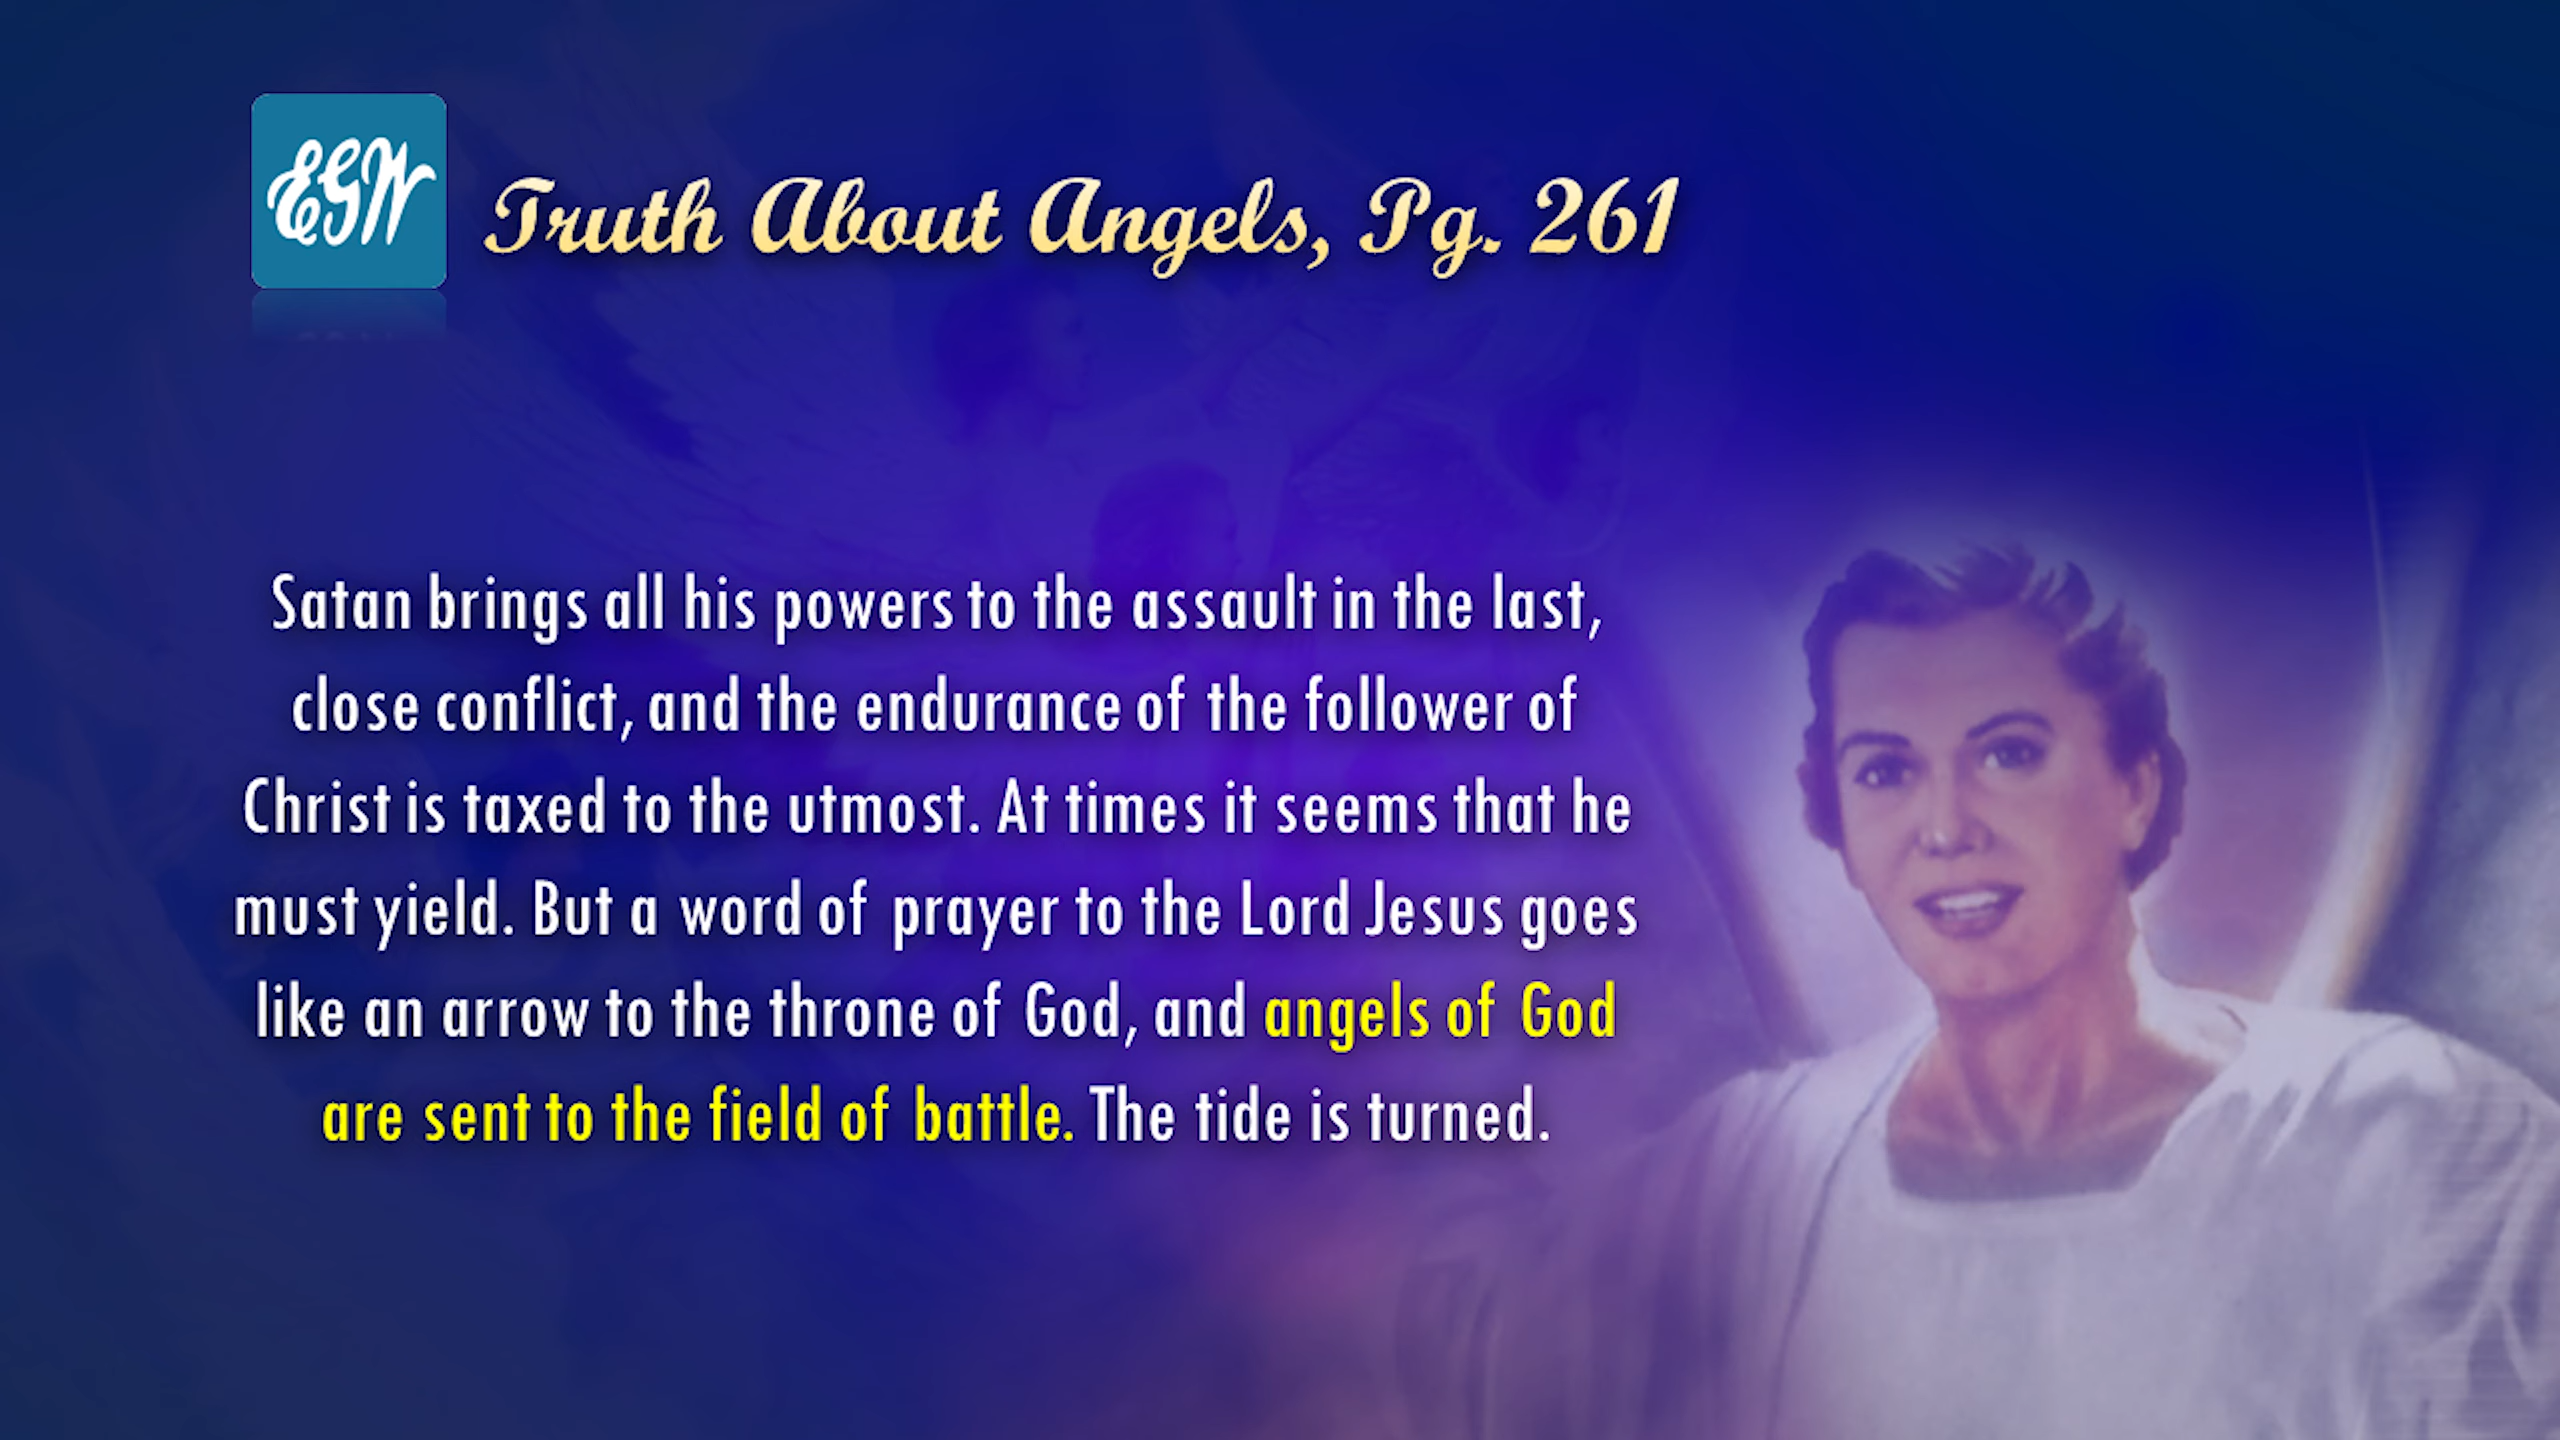 EGW
Truth About Angels, Pg. 261
Satan brings all his powers to the assault in the last,
close conflict, and the endurance of the follower of
Christ is taxed to the utmost. At times it seems that he
must yield. But a word of prayer to the Lord Jesus goes
like an arrow to the throne of God, and angels of God
are sent to the field of battle. The tide is turned.